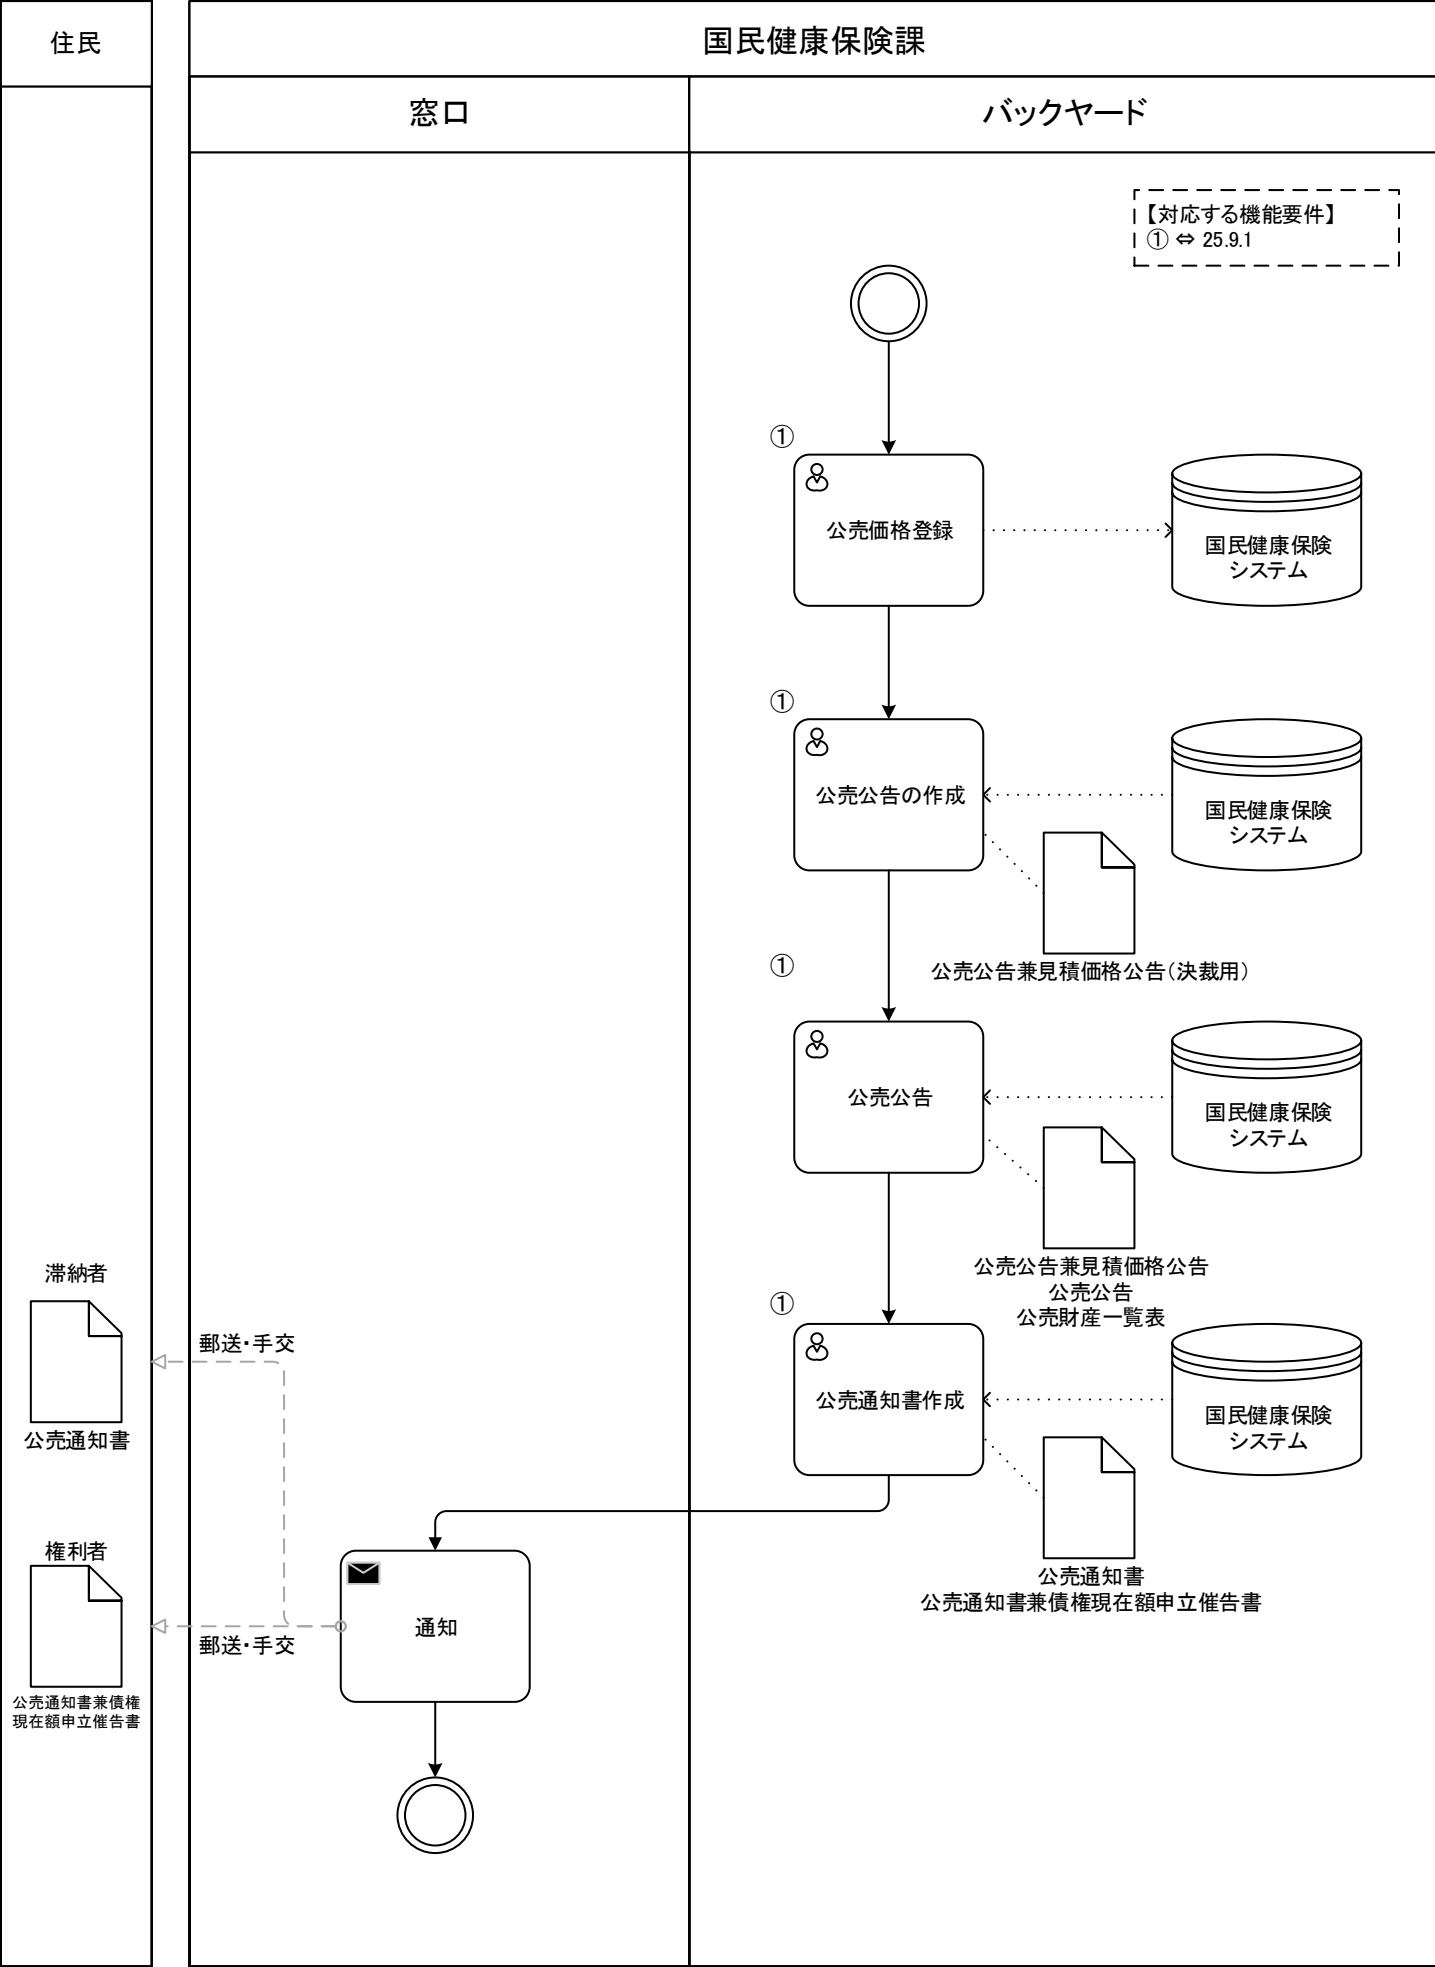 住民
国民健康保険課
窓口
バックヤード
【対応する機能要件】
① ⇔ 25.9.1
①
公売価格登録
国民健康保険
システム
①
公売公告の作成
国民健康保険
システム
公売公告兼見積価格公告（決裁用）
①
公売公告
国民健康保険
システム
公売公告兼見積価格公告
公売公告
公売財産一覧表
①
公売通知書作成
国民健康保険
システム
公売通知書
公売通知書兼債権現在額申立催告書
滞納者
公売通知書
郵送・手交
権利者
公売通知書兼債権
現在額申立催告書
郵送・手交
通知